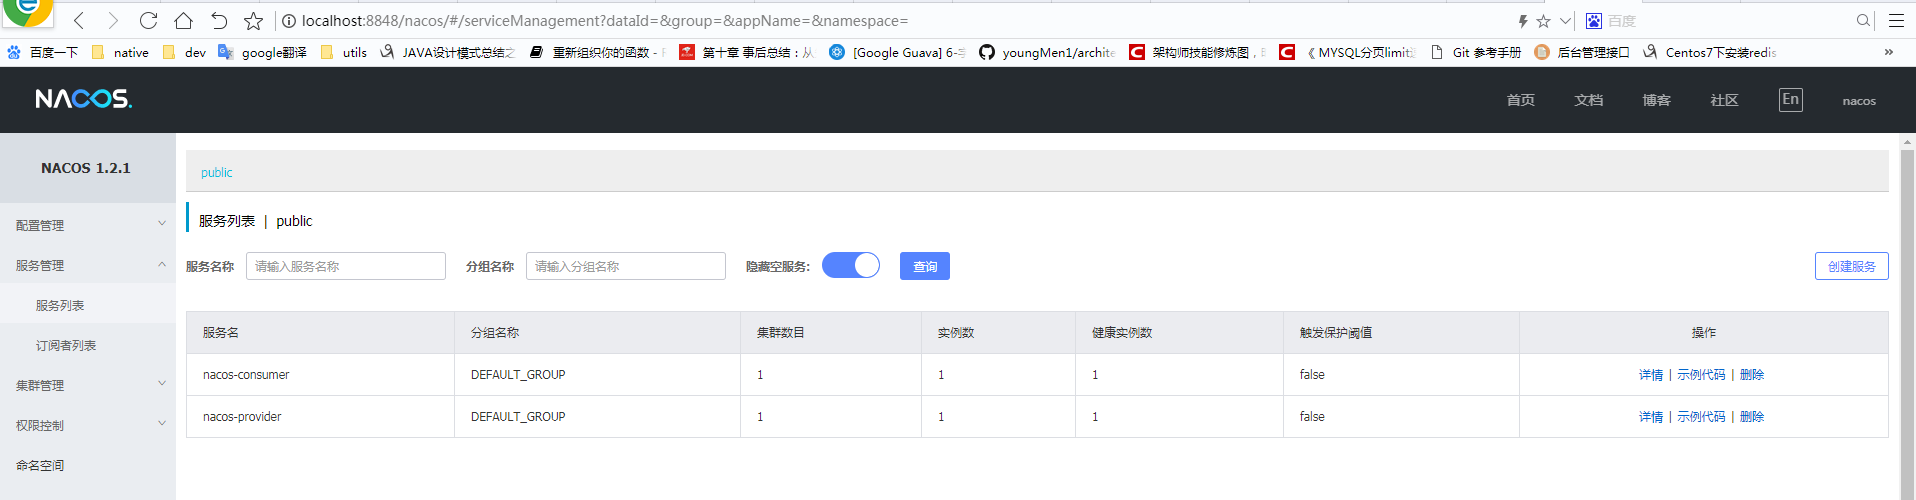 localhost:8848/nacos/#/serviceManagement?dataId=&group=&appName=&namespace=
百度
百度一下 native dev google翻译 utils JAVA设计模式总结之 重新组织你的函数 - 第十章 事后总结：从 [Google Guava] 6- youngMen1/archite 架构师技能修炼图， 《 MYSQL分页limit Git 参考手册 后台管理接口 Centos7下安装redis »
NACOS.
首页 文档 博客 社区 En nacos
NACOS 1.2.1
配置管理
服务管理
服务列表
订阅者列表
集群管理
权限控制
命名空间
public
服务列表 | public
服务名称 请输入服务名称 分组名称 请输入分组名称 隐藏空服务: 查询 创建服务
服务名 分组名称 集群数目 实例数 健康实例数 触发保护阈值 操作
nacos-consumer DEFAULT_GROUP 1 1 1 false 详情 | 示例代码 | 删除
nacos-provider DEFAULT_GROUP 1 1 1 false 详情 | 示例代码 | 删除